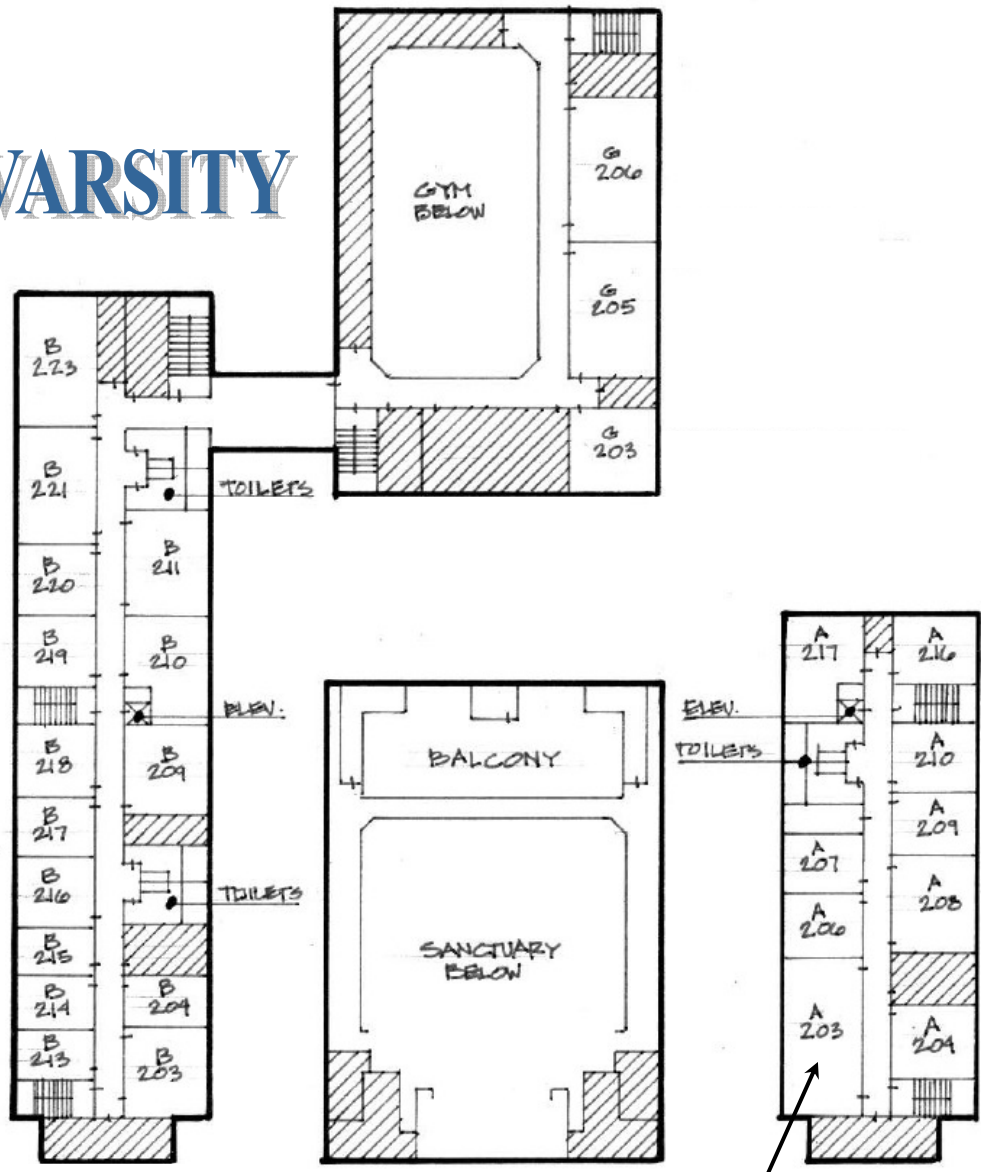 VARSITY
GYM
BELOW
G
206
G
205
G
203
B
223
B
221
TOILETS
B
211
B
220
B
219
B
210
ELEV.
B
218
B
209
B
217
B
216
TOILETS
B
215
B
214
B
204
B
213
B
203
BALCONY
SANCTUARY
BELOW
A
217
A
216
ELEV.
TOILETS
A
210
A
209
A
207
A
208
A
206
A
203
A
204